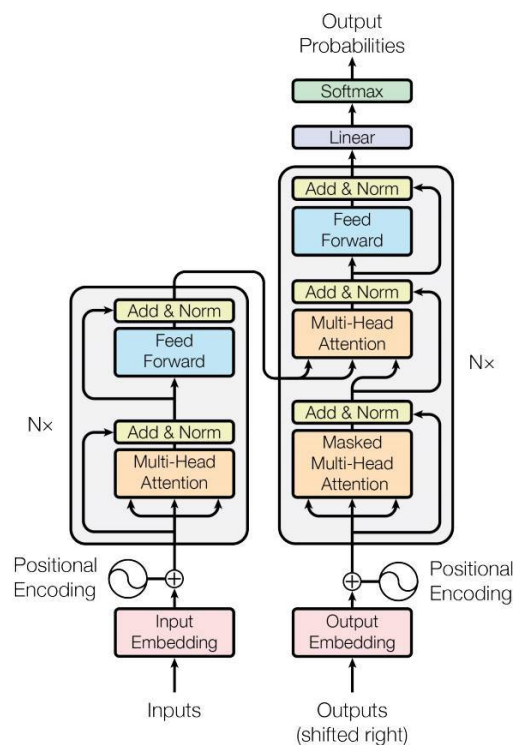 Output
Probabilities
Softmax
Linear
Add & Norm
Feed
Forward
Add & Norm
Multi-Head
Attention
Add & Norm
Masked
Multi-Head
Attention
N×
Add & Norm
Feed
Forward
Add & Norm
Multi-Head
Attention
N×
Positional
Encoding
Positional
Encoding
Input
Embedding
Output
Embedding
Inputs
Outputs
(shifted right)